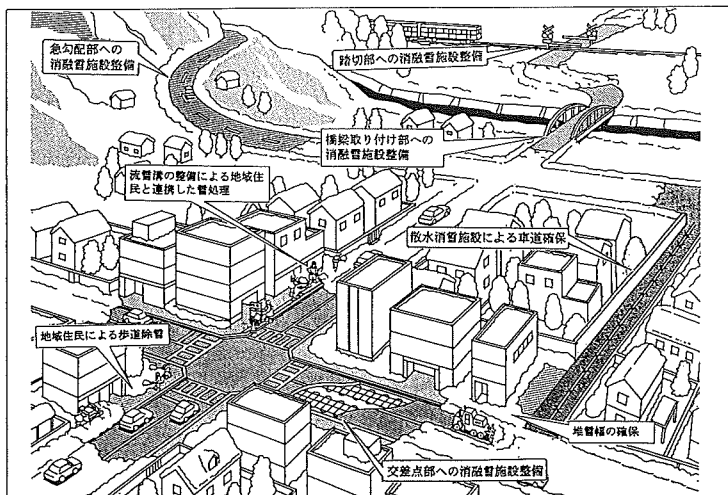 急勾配部への
消融雪施設整備
踏切部への消融雪施設整備
橋梁取り付け部への
消融雪施設整備
流雪溝の整備による地域住
民と連携した雪処理
散水消雪施設による車道確保
地域住民による歩道除雪
堆雪幅の確保
交差点部への消融雪施設整備